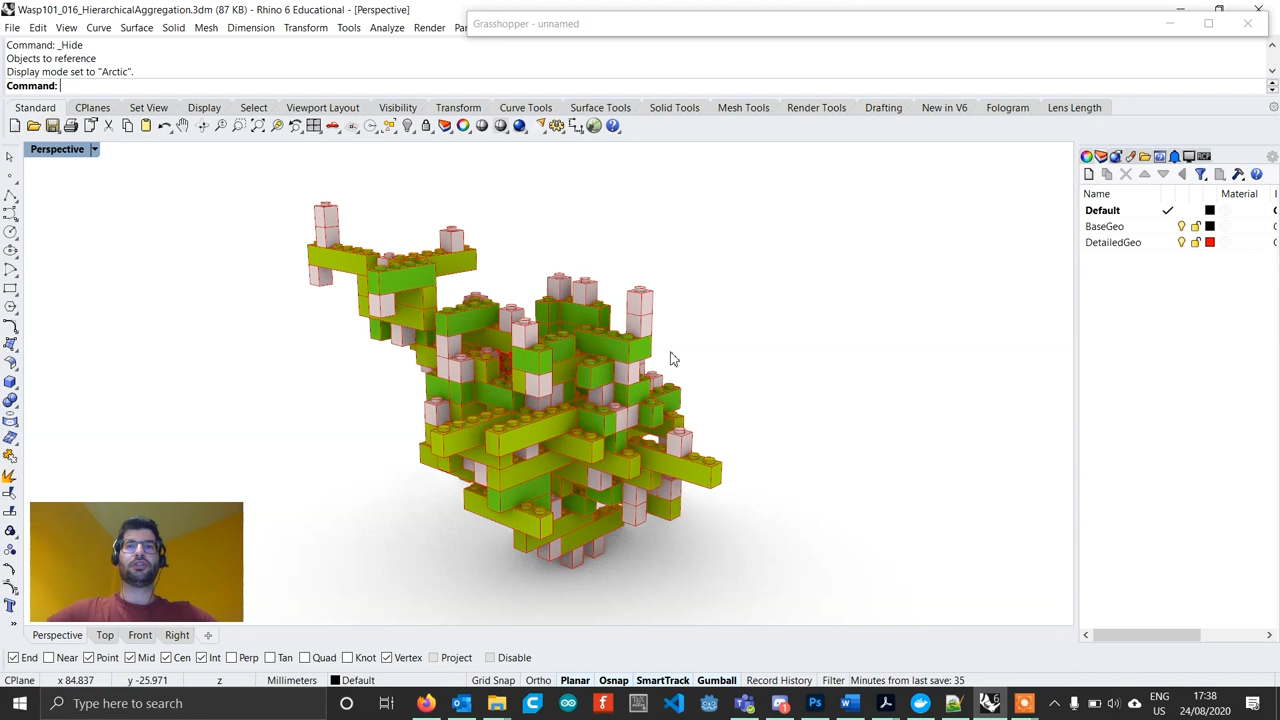 Wasp101_016_HierarchicalAggregation.3dm (87 KB) - Rhino 6 Educational - [Perspective]
Grasshopper - unnamed
File Edit View Curve Surface Solid Mesh Dimension Transform Tools Analyze Render
Command: _Hide
Objects to reference
Display mode set to "Arctic".
Command:
Standard CPlanes Set View Display Select Viewport Layout Visibility Transform Curve Tools Surface Tools Solid Tools Mesh Tools Render Tools Drafting New in V6 Fologram Lens Length
Perspective
Name Material
Default
BaseGeo
DetailedGeo
Perspective Top Front Right
End Near Point Mid Cen Int Perp Tan Quad Knot Vertex Project Disable
CPlane x 84.837 y -25.971 z Millimeters Default Grid Snap Ortho Planar Osnap SmartTrack Gumball Record History Filter Minutes from last save: 35
Type here to search
ENG
17:38
24/08/2020